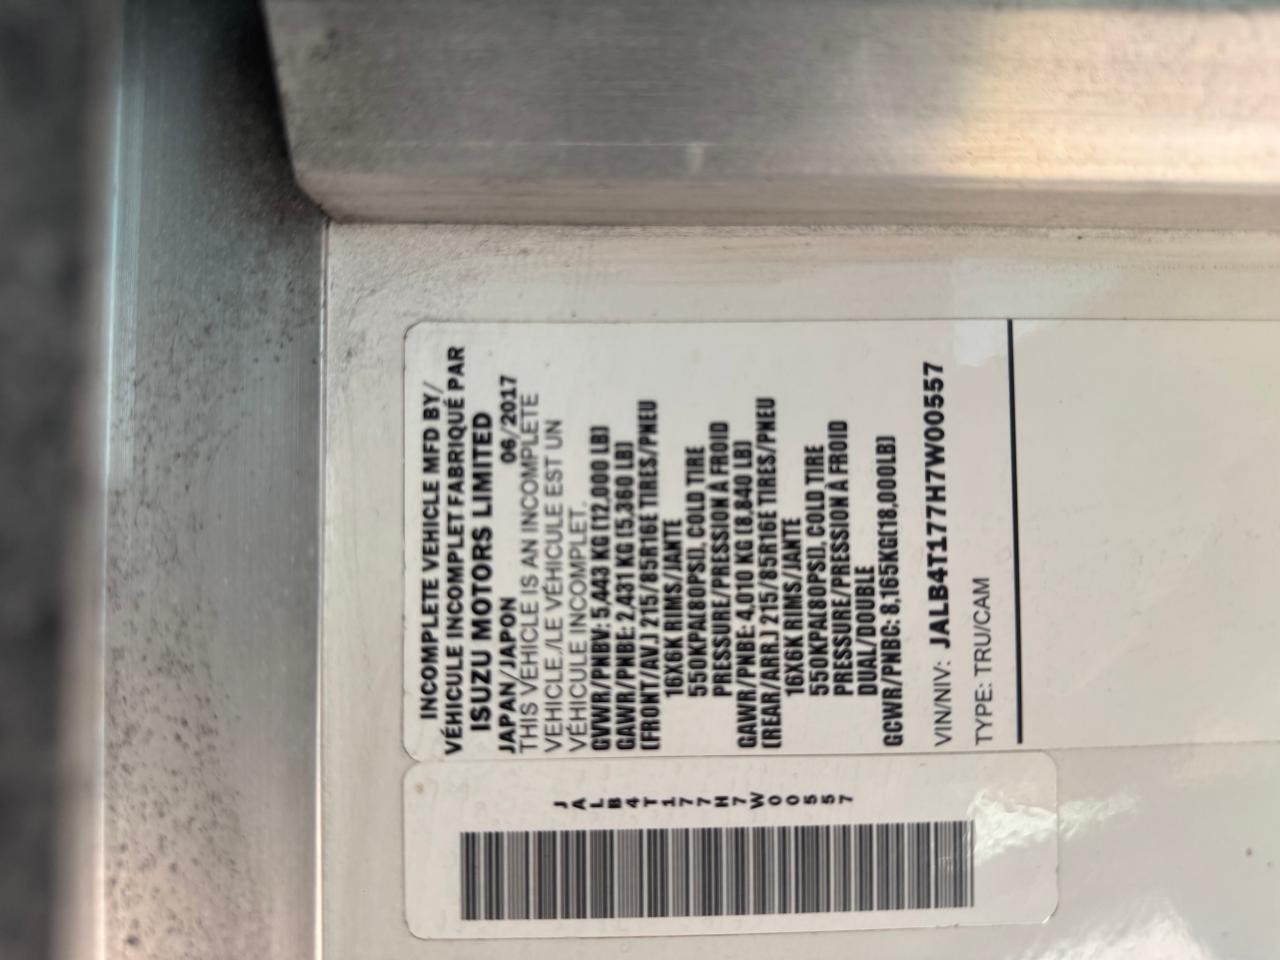 INCOMPLETE VEHICLE MFD BY/
VÉHICULE INCOMPLET FABRIQUÉ PAR
ISUZU MOTORS LIMITED
JAPAN/JAPON 06/2017
THIS VEHICLE IS AN INCOMPLETE
VEHICLE./LE VÉHICULE EST UN
VÉHICULE INCOMPLET.
GVWR/PNBV: 5,443 KG (12,000 LB)
GAWR/PNBE: 2,431 KG (5,360 LB)
(FRONT/AV.) 215/85R16E TIRES/PNEU
16X6K RIMS/JANTE
550KPA(80PSI), COLD TIRE
PRESSURE/PRESSION À FROID
GAWR/PNBE: 4,010 KG (8,840 LB)
(REAR/ARR.) 215/85R16E TIRES/PNEU
16X6K RIMS/JANTE
550KPA(80PSI), COLD TIRE
PRESSURE/PRESSION À FROID
DUAL/DOUBLE
GCWR/PNBC: 8,165KG(18,000LB)
VIN/NIV: JALB4T177H7W00557
TYPE: TRU/CAM
JALB4T177H7W00557